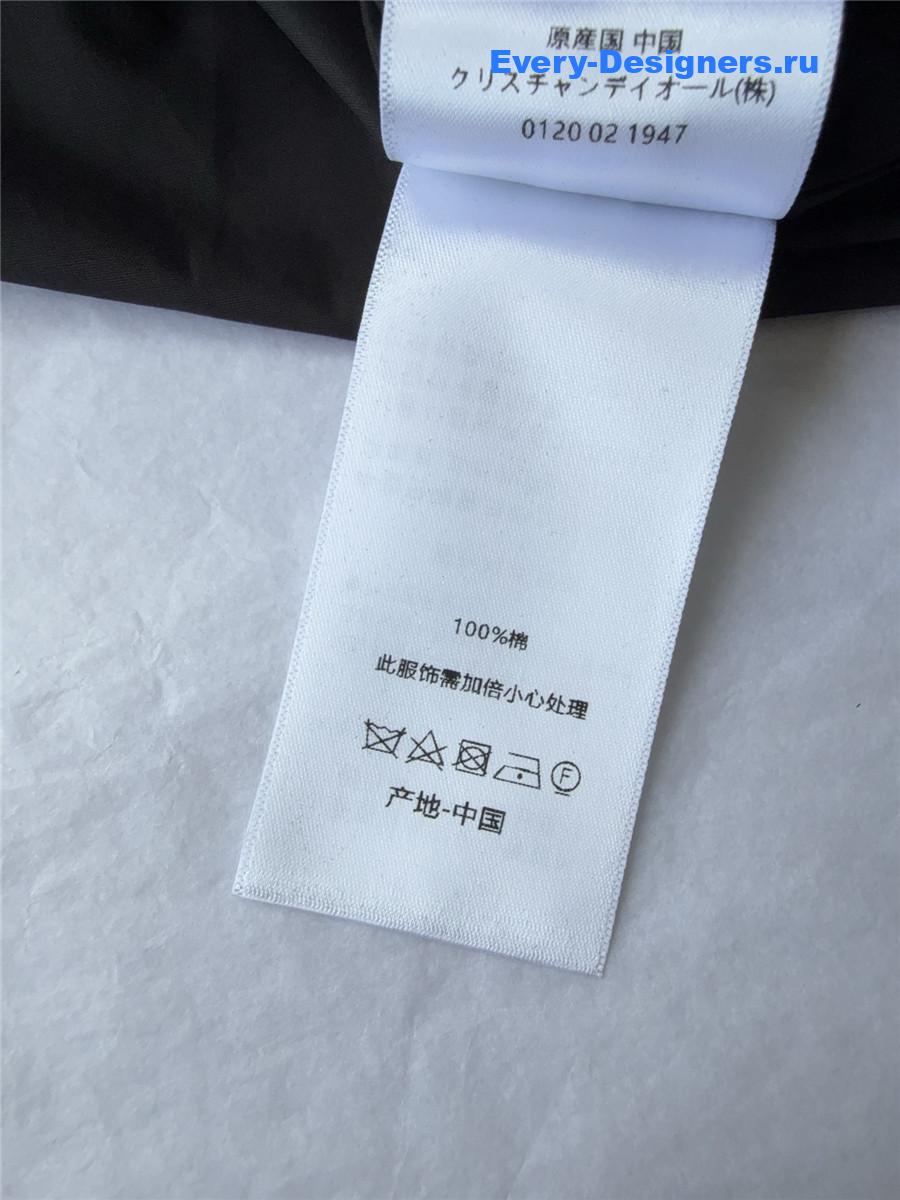 原産国 中国
Every-Designers.ru
クリスチャンディオール(株)
0120 02 1947
100%棉
此服饰需加倍小心处理
F
产地-中国